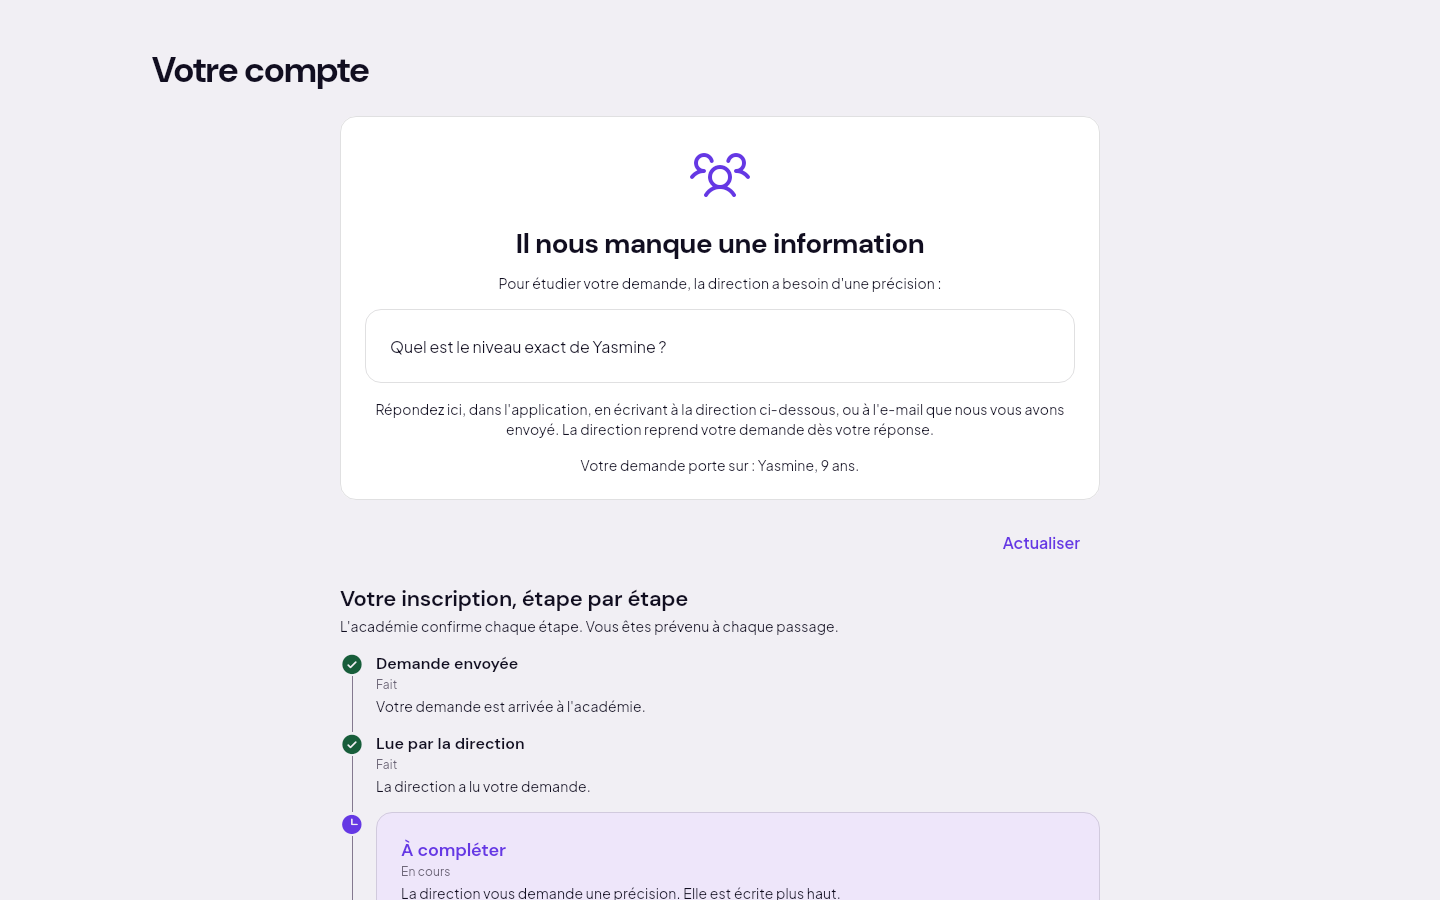 Votre compte
Il nous manque une information
Pour étudier votre demande, la direction a besoin d'une précision :
Quel est le niveau exact de Yasmine ?
Répondez ici, dans l'application, en écrivant à la direction ci-dessous, ou à l'e-mail que nous vous avons
envoyé. La direction reprend votre demande dès votre réponse.
Votre demande porte sur : Yasmine, 9 ans.
Actualiser
Votre inscription, étape par étape
L'académie confirme chaque étape. Vous êtes prévenu à chaque passage.
Demande envoyée
Fait
Votre demande est arrivée à l'académie.
Lue par la direction
Fait
La direction a lu votre demande.
À compléter
En cours
La direction vous demande une précision. Elle est écrite plus haut.